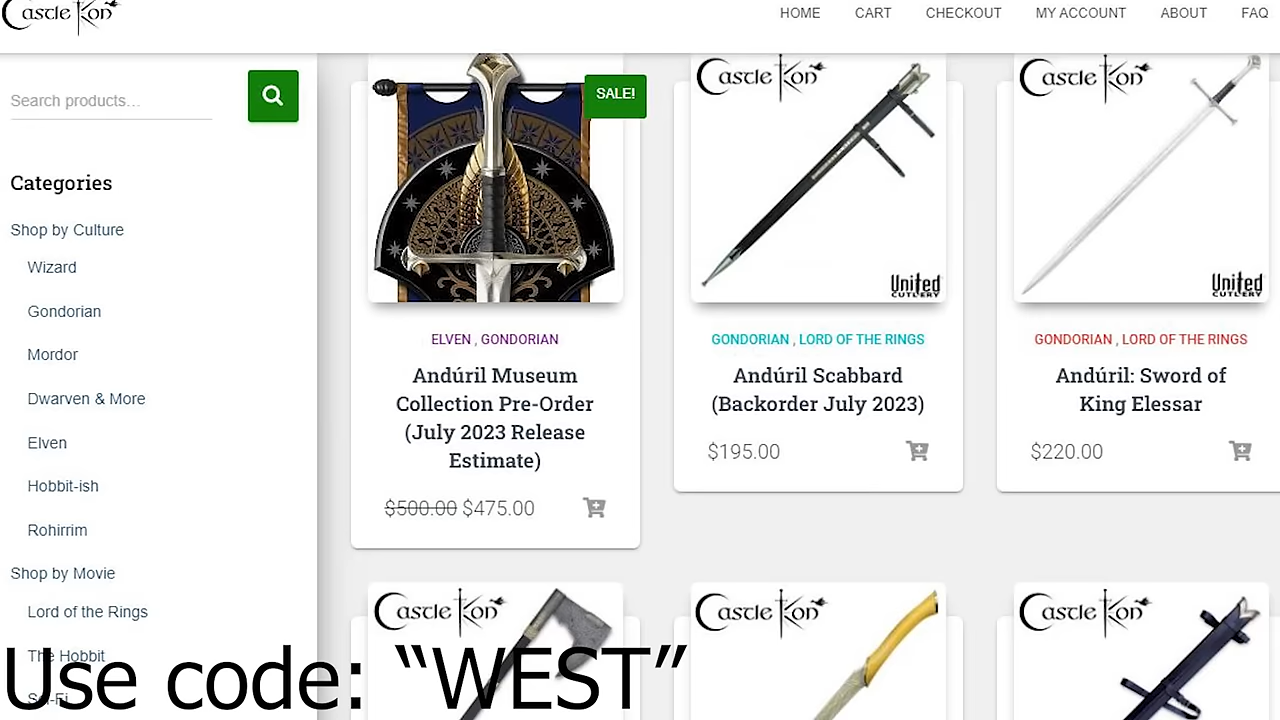 Castle Kon
HOME CART CHECKOUT MY ACCOUNT ABOUT FAQ
Search products...
Categories
Shop by Culture
Wizard
Gondorian
Mordor
Dwarven & More
Elven
Hobbit-ish
Rohirrim
Shop by Movie
Lord of the Rings
The Hobbit
Sci-Fi
SALE!
ELVEN , GONDORIAN
Andúril Museum
Collection Pre-Order
(July 2023 Release
Estimate)
$500.00 $475.00
Castle Kon
United
CUTLERY
GONDORIAN , LORD OF THE RINGS
Andúril Scabbard
(Backorder July 2023)
$195.00
Castle Kon
United
CUTLERY
GONDORIAN , LORD OF THE RINGS
Andúril: Sword of
King Elessar
$220.00
Castle Kon
Castle Kon
Castle Kon
Use code: “WEST”